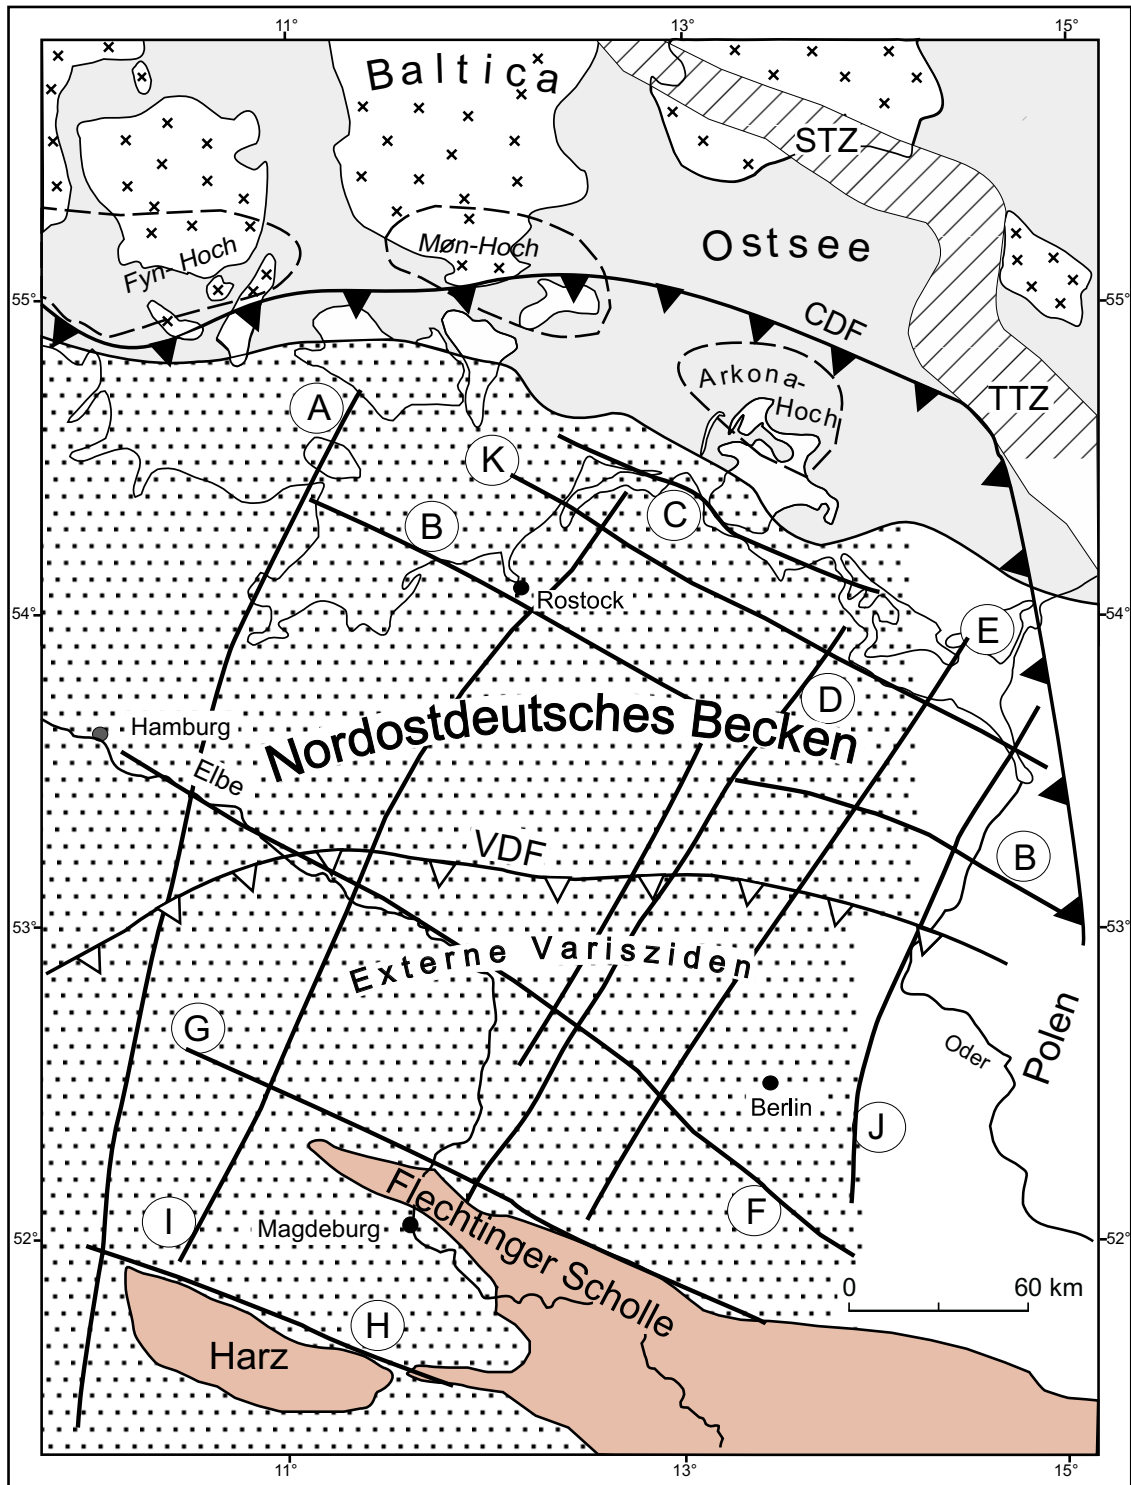 11°
13°
15°
Baltica
STZ
Ostsee
Fyn-Hoch
Møn-Hoch
55°
55°
CDF
Arkona-
Hoch
TTZ
A
K
B
C
Rostock
54°
54°
E
D
Hamburg
Nordostdeutsches Becken
Elbe
VDF
B
53°
53°
Externe Varisziden
G
Polen
Oder
Berlin
J
I
F
52°
52°
Magdeburg
Flechtinger Scholle
0
60 km
H
Harz
11°
13°
15°